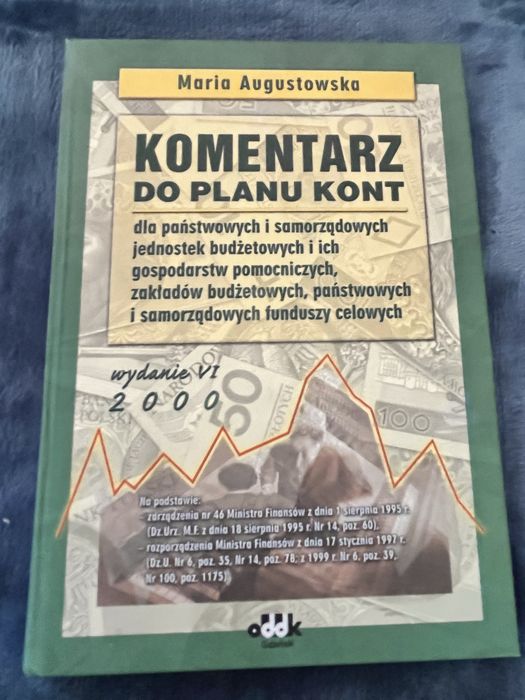 Maria Augustowska
KOMENTARZ
DO PLANU KONT
dla państwowych i samorządowych
jednostek budżetowych i ich
gospodarstw pomocniczych,
zakładów budżetowych, państwowych
i samorządowych funduszy celowych
wydanie VI
2000
50
100
Na podstawie:
- zarządzenia nr 46 Ministra Finansów z dnia 1 sierpnia 1995 r.
(Dz.Urz. M.F. z dnia 18 sierpnia 1995 r. Nr 14, poz. 60),
- rozporządzenia Ministra Finansów z dnia 17 stycznia 1997 r.
(Dz.U. Nr 6, poz. 35, Nr 14, poz. 78; z 1999 r. Nr 6, poz. 39,
Nr 100, poz. 1175)
oddk
Gdańsk